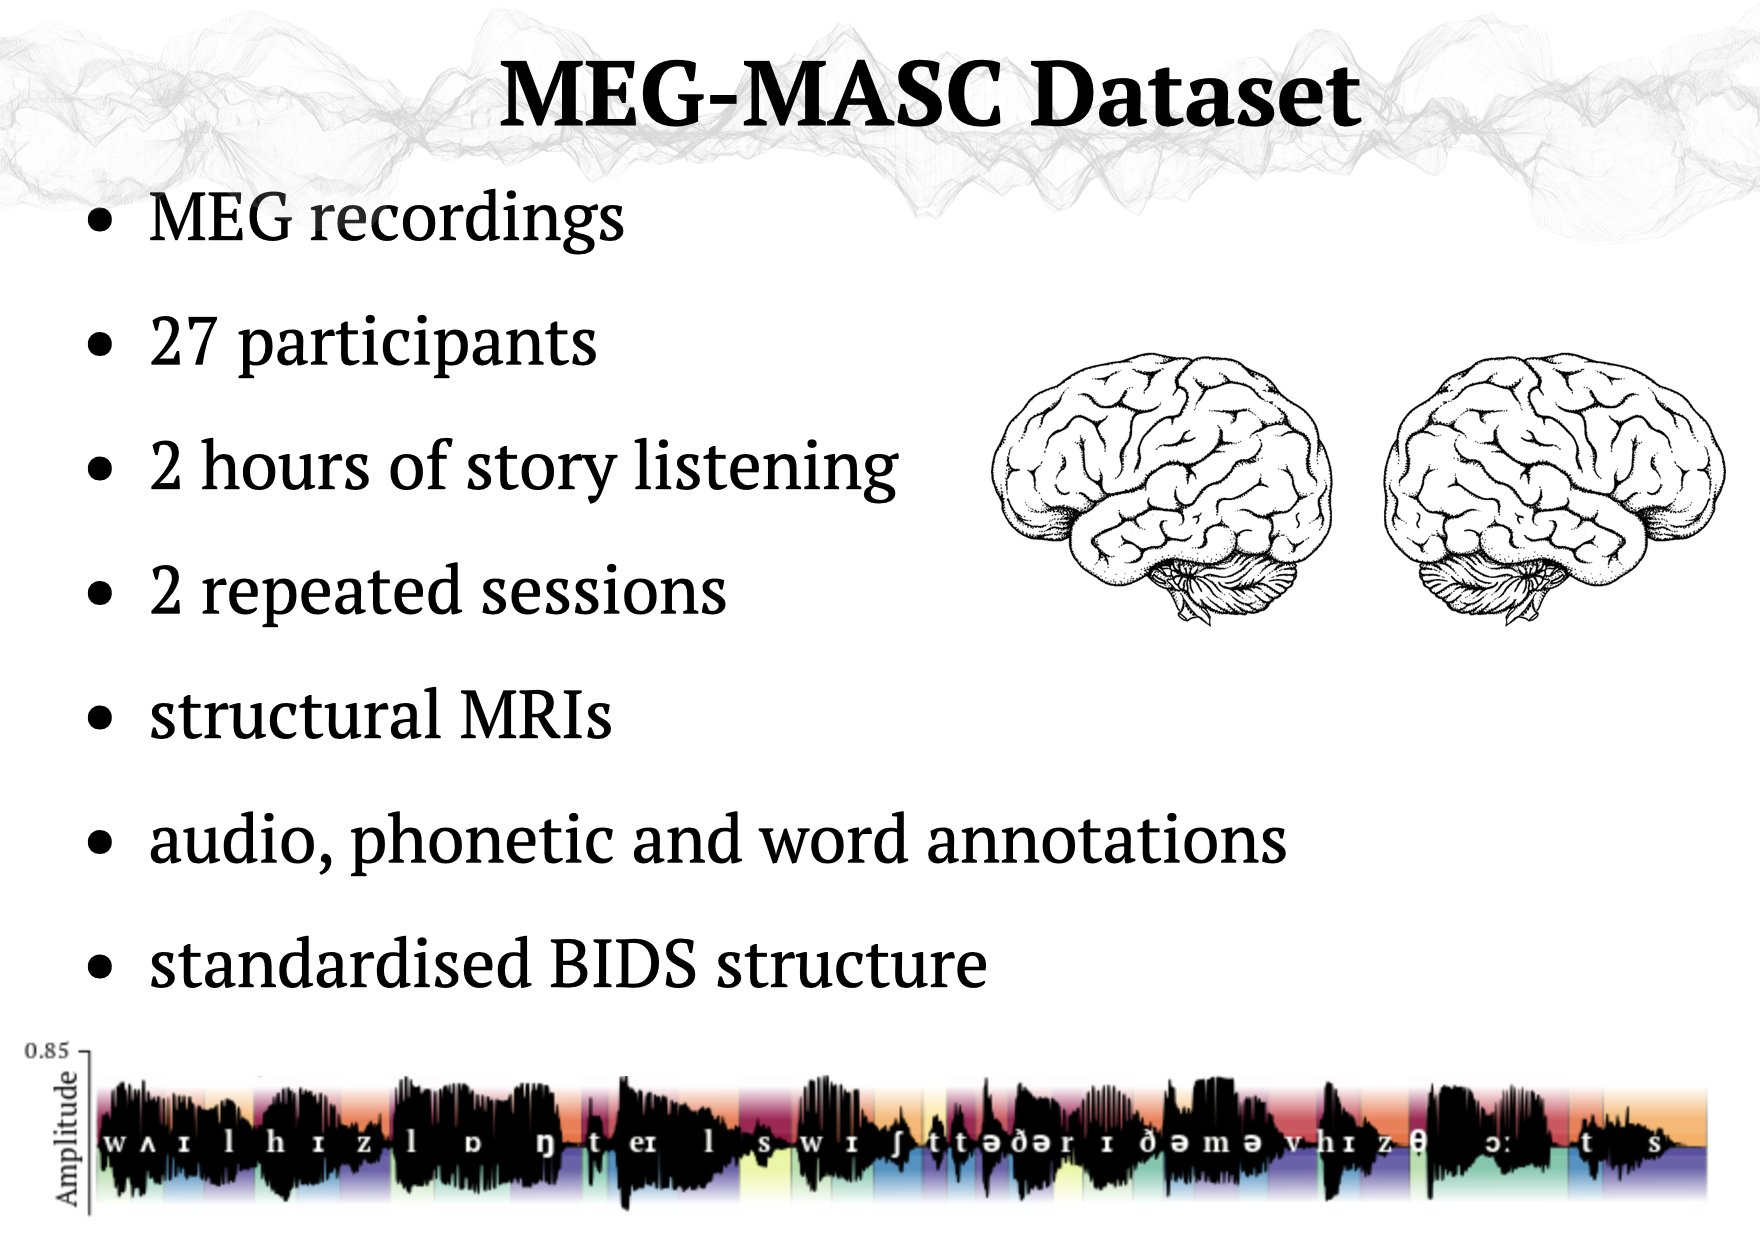 MEG-MASC Dataset
• MEG recordings
• 27 participants
• 2 hours of story listening
• 2 repeated sessions
• structural MRIs
• audio, phonetic and word annotations
• standardised BIDS structure
0.85
Amplitude
w ʌ ɪ l h ɪ z l ɒ ŋ t eɪ l s w ɪ ʃ t t ə ð ə r ɪ ð ə m ə v h ɪ z θ ɔː t s